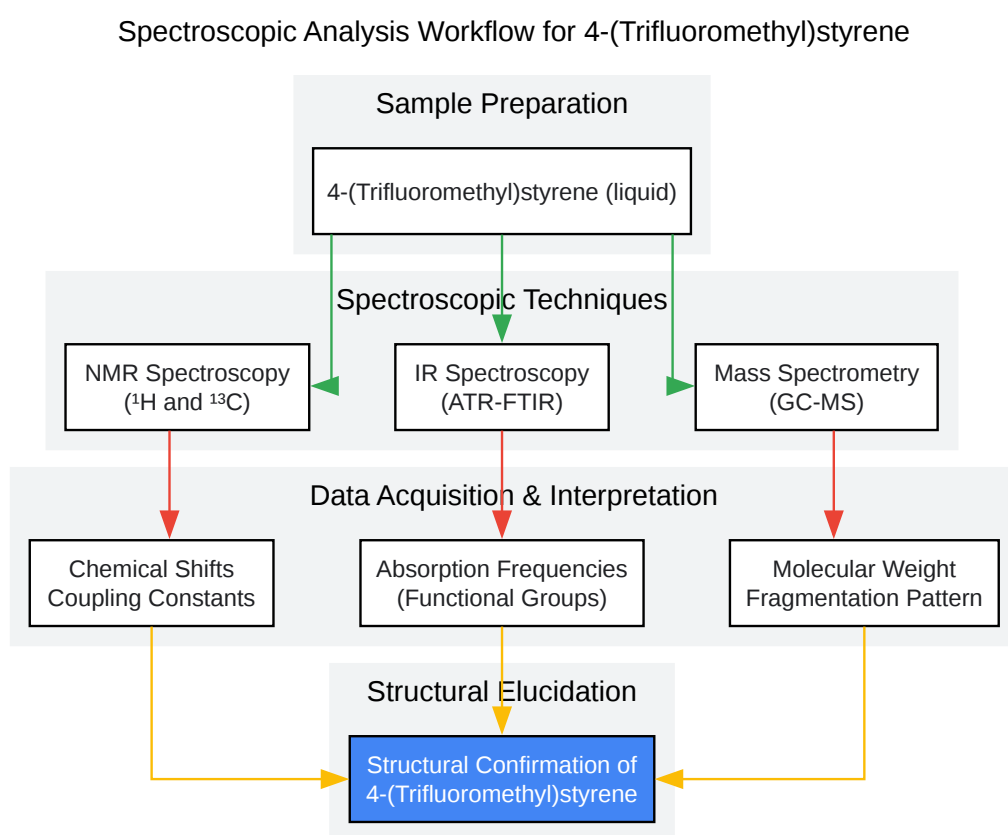 Spectroscopic Analysis Workflow for 4-(Trifluoromethyl)styrene
Sample Preparation
4-(Trifluoromethyl)styrene (liquid)
Spectroscopic Techniques
NMR Spectroscopy
(¹H and ¹³C)
IR Spectroscopy
(ATR-FTIR)
Mass Spectrometry
(GC-MS)
Data Acquisition & Interpretation
Chemical Shifts
Coupling Constants
Absorption Frequencies
(Functional Groups)
Molecular Weight
Fragmentation Pattern
Structural Elucidation
Structural Confirmation of
4-(Trifluoromethyl)styrene